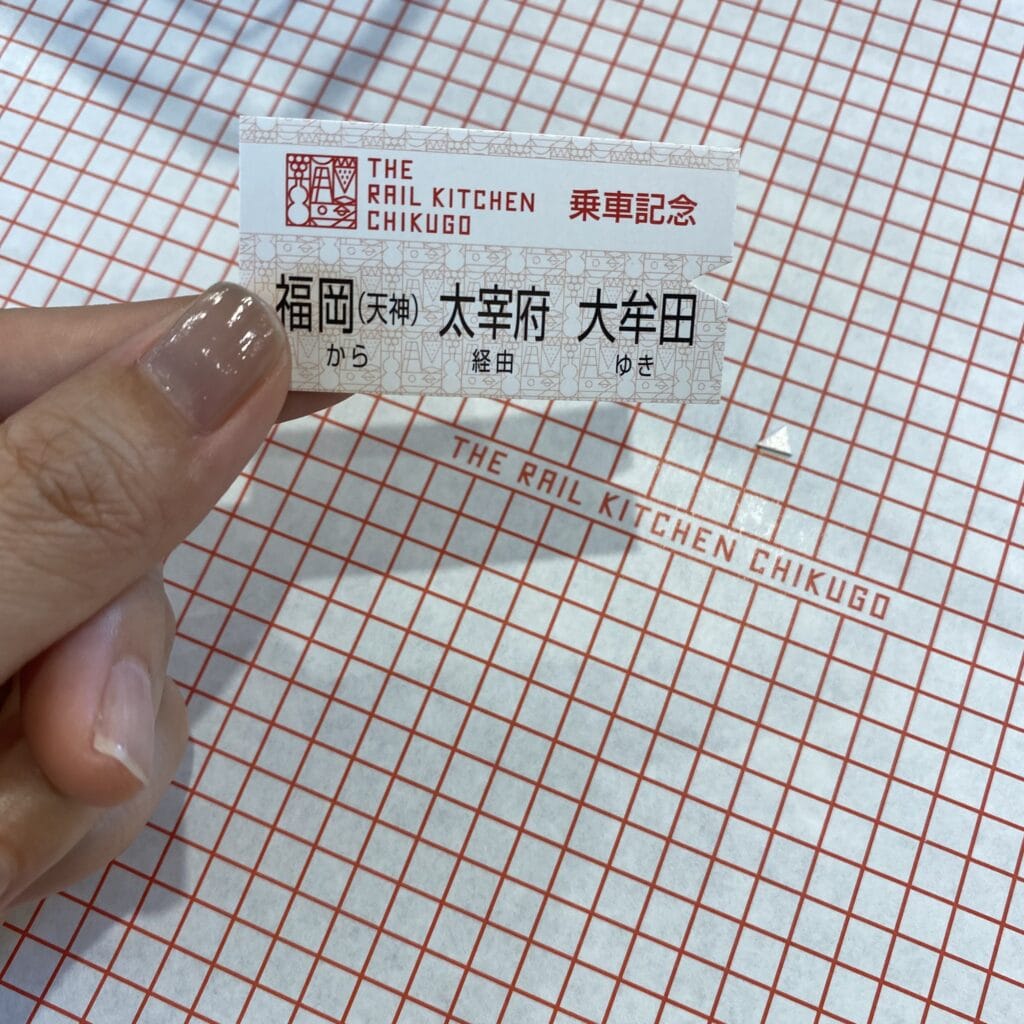 THE
RAIL KITCHEN
CHIKUGO
乗車記念
福岡(天神) 太宰府 大牟田
から 経由 ゆき
THE RAIL KITCHEN CHIKUGO